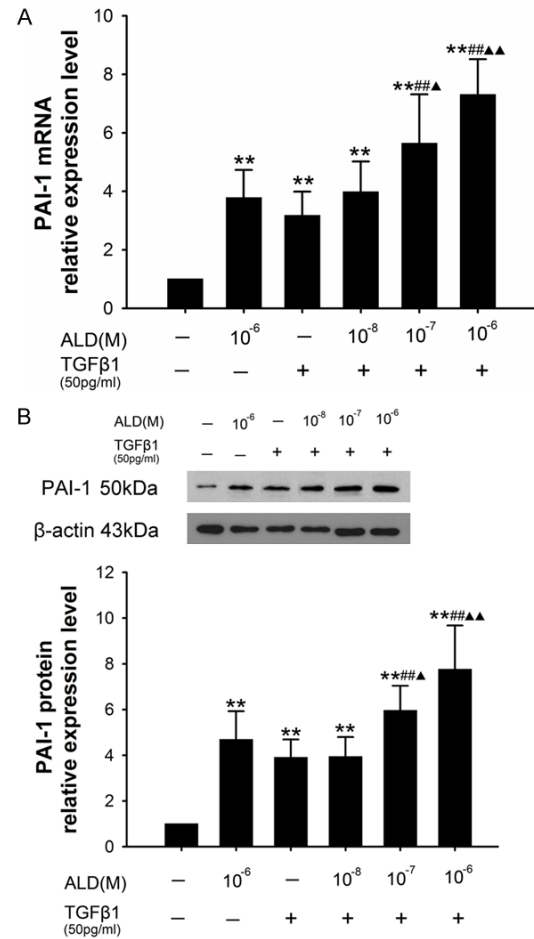 A
PAI-1 mRNA
relative expression level
10
8
6
4
2
0
** ** ** **##▲ **##▲▲
ALD(M) — 10⁻⁶ — 10⁻⁸ 10⁻⁷ 10⁻⁶
TGFβ1 — — + + + +
(50pg/ml)
B
ALD(M) — 10⁻⁶ — 10⁻⁸ 10⁻⁷ 10⁻⁶
TGFβ1 — — + + + +
(50pg/ml)
PAI-1 50kDa
β-actin 43kDa
PAI-1 protein
relative expression level
12
10
8
6
4
2
0
** ** ** **##▲ **##▲▲
ALD(M) — 10⁻⁶ — 10⁻⁸ 10⁻⁷ 10⁻⁶
TGFβ1 — — + + + +
(50pg/ml)